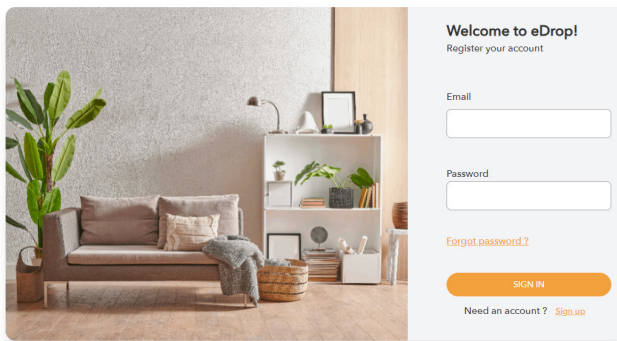 Welcome to eDrop!
Register your account
Email
Password
Forgot password ?
SIGN IN
Need an account ? Sign up